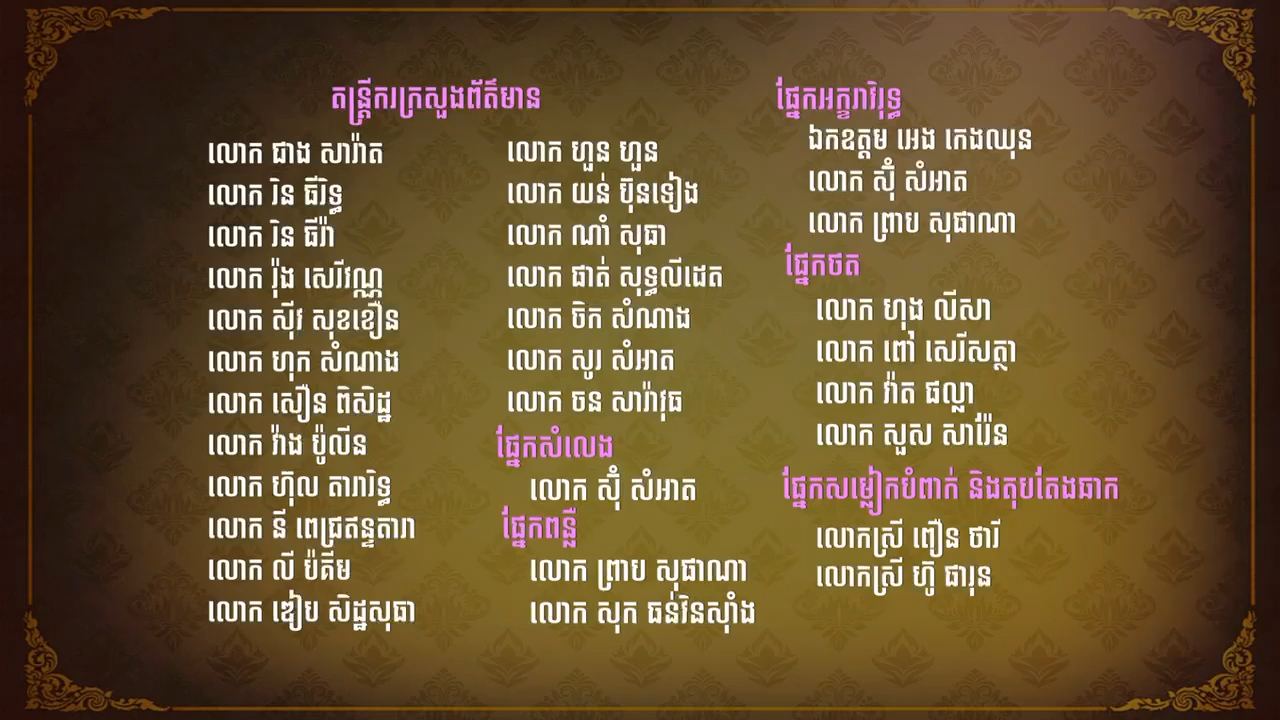 តន្ត្រីករក្រសួងព័ត៌មាន
លោក ជាង សារ៉ាត
លោក រិន ធីរិទ្ធ
លោក រិន ធីរ៉ា
លោក រ៉ុង សេរីវណ្ណ
លោក ស៊ីវ សុខខឿន
លោក ហុក សំណាង
លោក សឿន ពិសិដ្ឋ
លោក វ៉ាង ប៉ូលីន
លោក ហ៊ុល តារារិទ្ធ
លោក នី ពេជ្រឥន្ទតារា
លោក លី ប៉គីម
លោក ឌៀប សិដ្ឋសុធា
លោក ហួន ហួន
លោក យន់ ប៊ុនទៀង
លោក ណាំ សុធា
លោក ផាត់ សុទ្ធលីដេត
លោក ចិក សំណាង
លោក សូរ សំអាត
លោក ចន សារ៉ាវុធ
ផ្នែកសំលេង
លោក ស៊ុំ សំអាត
ផ្នែកពន្លឺ
លោក ព្រាប សុផាណា
លោក សុក ធន់វិនស៊ាំង
ផ្នែកអក្ខរាវិរុទ្ធ
ឯកឧត្តម អេង កេងឈុន
លោក ស៊ុំ សំអាត
លោក ព្រាប សុផាណា
ផ្នែកថត
លោក ហុង លីសា
លោក ពៅ សេរីសត្ថា
លោក វ៉ាត ផល្លា
លោក សួស សាវ៉ែន
ផ្នែកសម្លៀកបំពាក់ និងតុបតែងឆាក
លោកស្រី ពឿន ថារី
លោកស្រី ហ៊ូ ផារុន